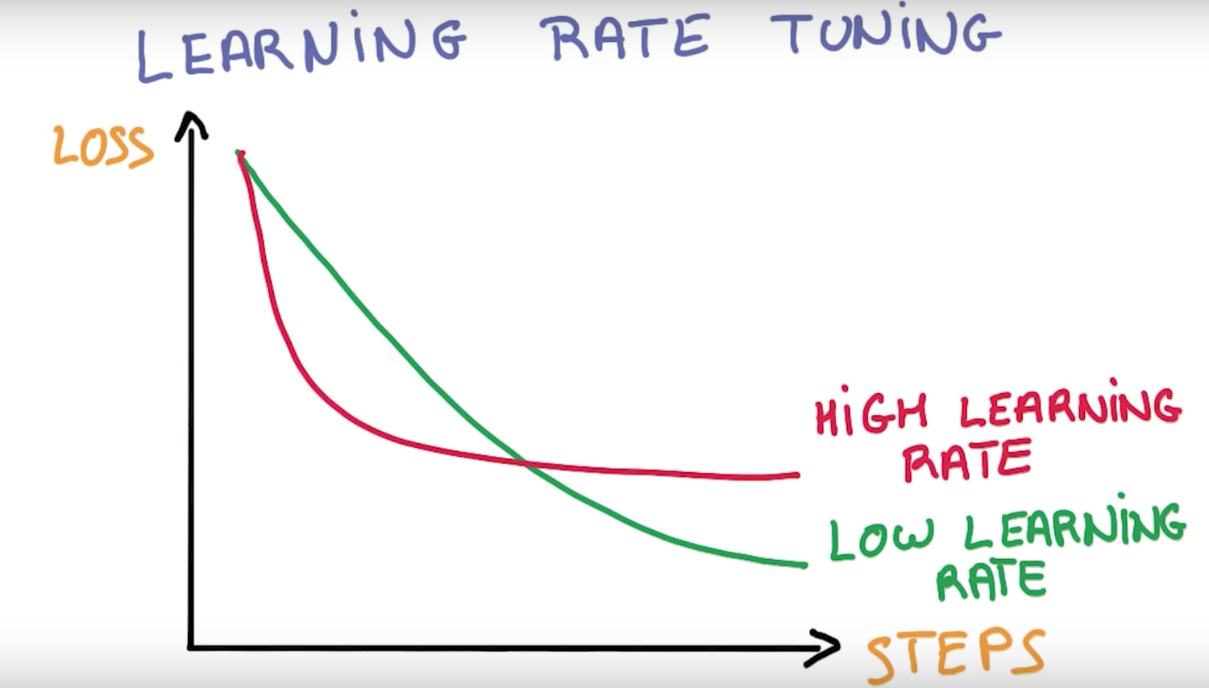 LEARNiNG RATE TUNiNG
LOSS
HiGH LEARNiNG
RATE
LOW LEARNiNG
RATE
STEPS